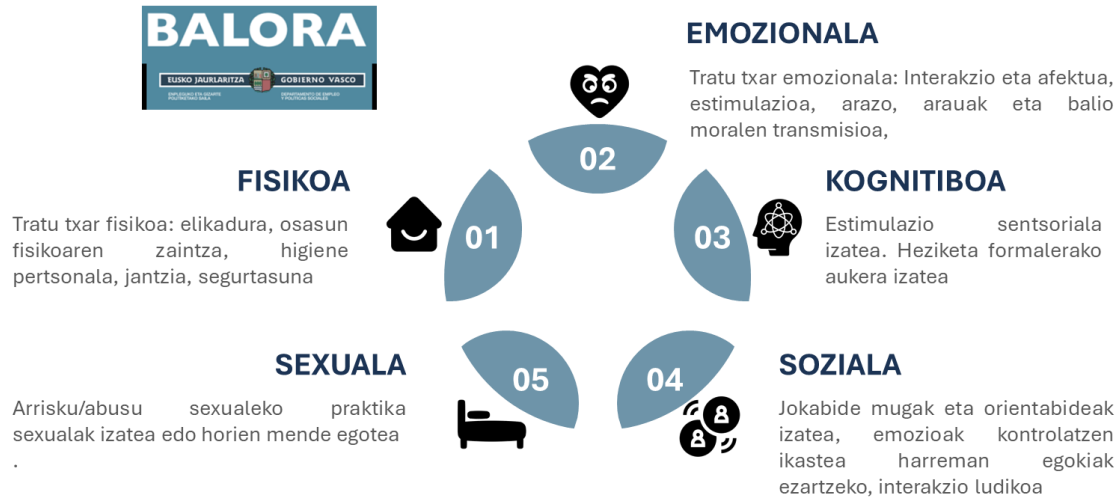 BALORA
EUSKO JAURLARITZA
GOBIERNO VASCO
ENPLEGUKO ETA GIZARTE
POLITIKETAKO SAILA
DEPARTAMENTO DE EMPLEO
Y POLÍTICAS SOCIALES
01
FISIKOA
Tratu txar fisikoa: elikadura, osasun
fisikoaren zaintza, higiene
pertsonala, jantzia, segurtasuna
02
EMOZIONALA
Tratu txar emozionala: Interakzio eta afektua,
estimulazioa, arazo, arauak eta balio
moralen transmisioa,
03
KOGNITIBOA
Estimulazio sentsoriala
izatea. Heziketa formalerako
aukera izatea
04
SOZIALA
Jokabide mugak eta orientabideak
izatea, emozioak kontrolatzen
ikastea harreman egokiak
ezartzeko, interakzio ludikoa
05
SEXUALA
Arrisku/abusu sexualeko praktika
sexualak izatea edo horien mende egotea
.